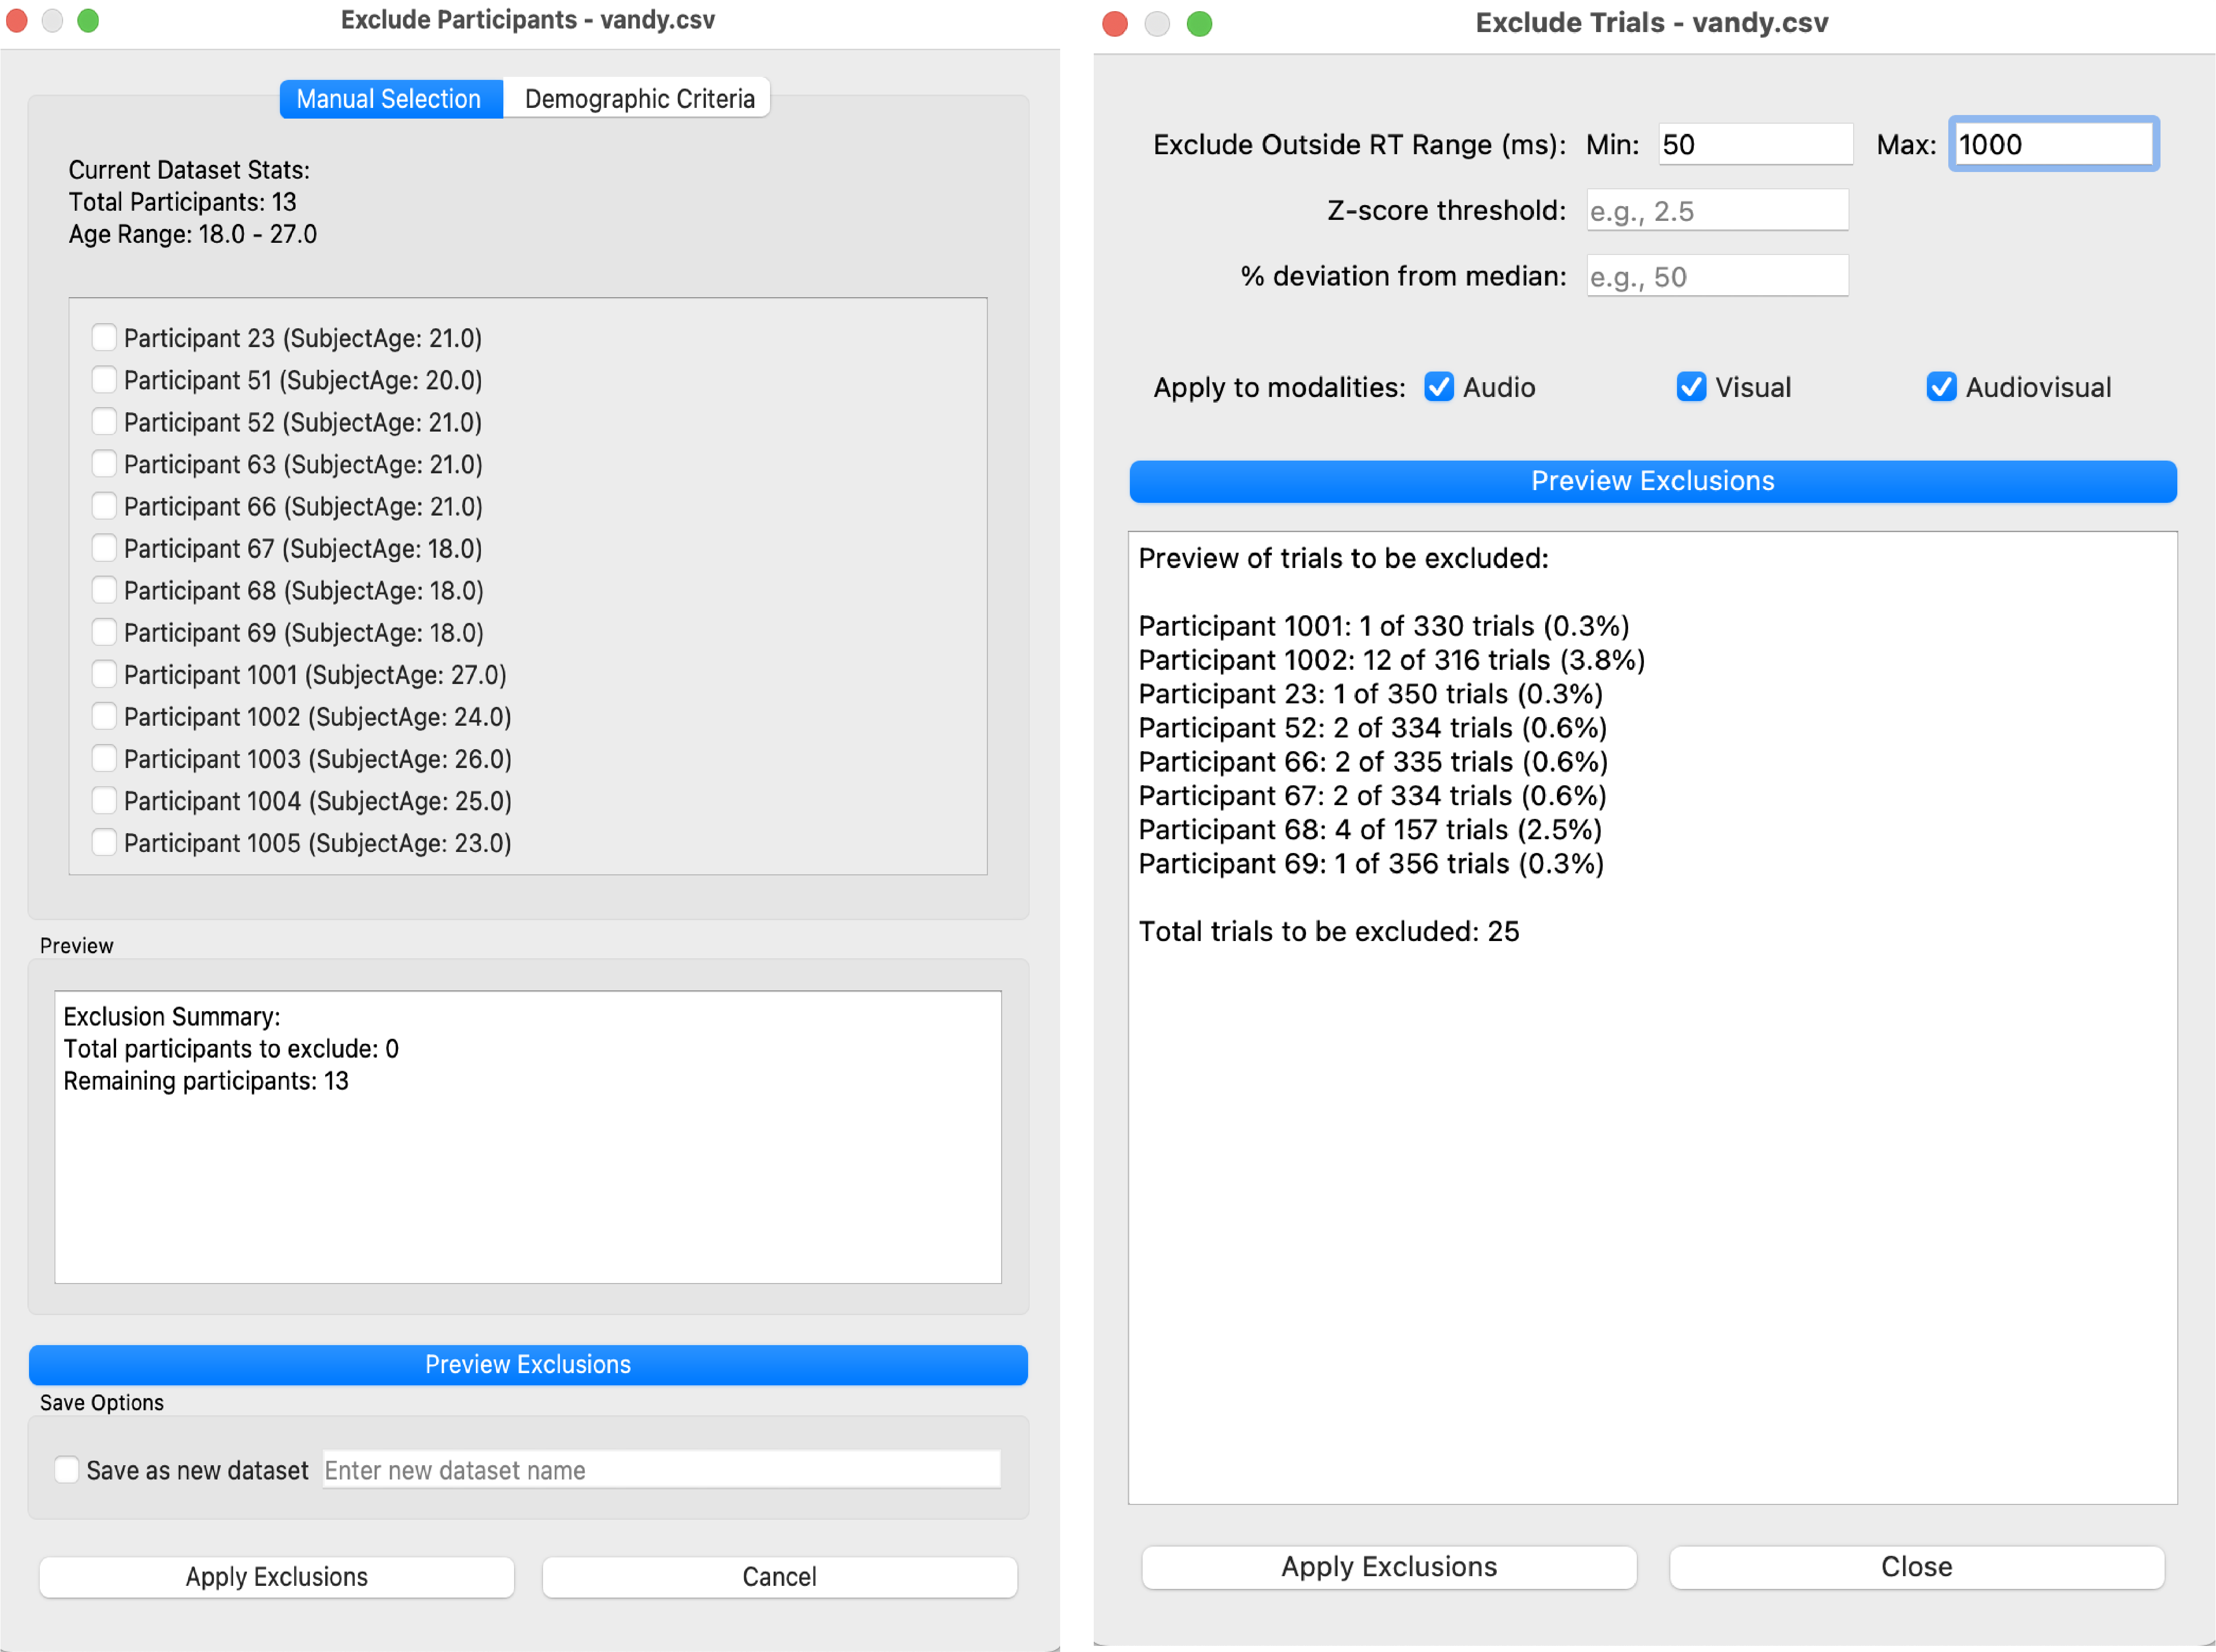 Exclude Participants - vandy.csv
Manual Selection
Demographic Criteria
Current Dataset Stats:
Total Participants: 13
Age Range: 18.0 - 27.0
Participant 23 (SubjectAge: 21.0)
Participant 51 (SubjectAge: 20.0)
Participant 52 (SubjectAge: 21.0)
Participant 63 (SubjectAge: 21.0)
Participant 66 (SubjectAge: 21.0)
Participant 67 (SubjectAge: 18.0)
Participant 68 (SubjectAge: 18.0)
Participant 69 (SubjectAge: 18.0)
Participant 1001 (SubjectAge: 27.0)
Participant 1002 (SubjectAge: 24.0)
Participant 1003 (SubjectAge: 26.0)
Participant 1004 (SubjectAge: 25.0)
Participant 1005 (SubjectAge: 23.0)
Preview
Exclusion Summary:
Total participants to exclude: 0
Remaining participants: 13
Preview Exclusions
Save Options
Save as new dataset Enter new dataset name
Apply Exclusions
Cancel
Exclude Trials - vandy.csv
Exclude Outside RT Range (ms): Min: 50 Max: 1000
Z-score threshold: e.g., 2.5
% deviation from median: e.g., 50
Apply to modalities: Audio Visual Audiovisual
Preview Exclusions
Preview of trials to be excluded:
Participant 1001: 1 of 330 trials (0.3%)
Participant 1002: 12 of 316 trials (3.8%)
Participant 23: 1 of 350 trials (0.3%)
Participant 52: 2 of 334 trials (0.6%)
Participant 66: 2 of 335 trials (0.6%)
Participant 67: 2 of 334 trials (0.6%)
Participant 68: 4 of 157 trials (2.5%)
Participant 69: 1 of 356 trials (0.3%)
Total trials to be excluded: 25
Apply Exclusions
Close